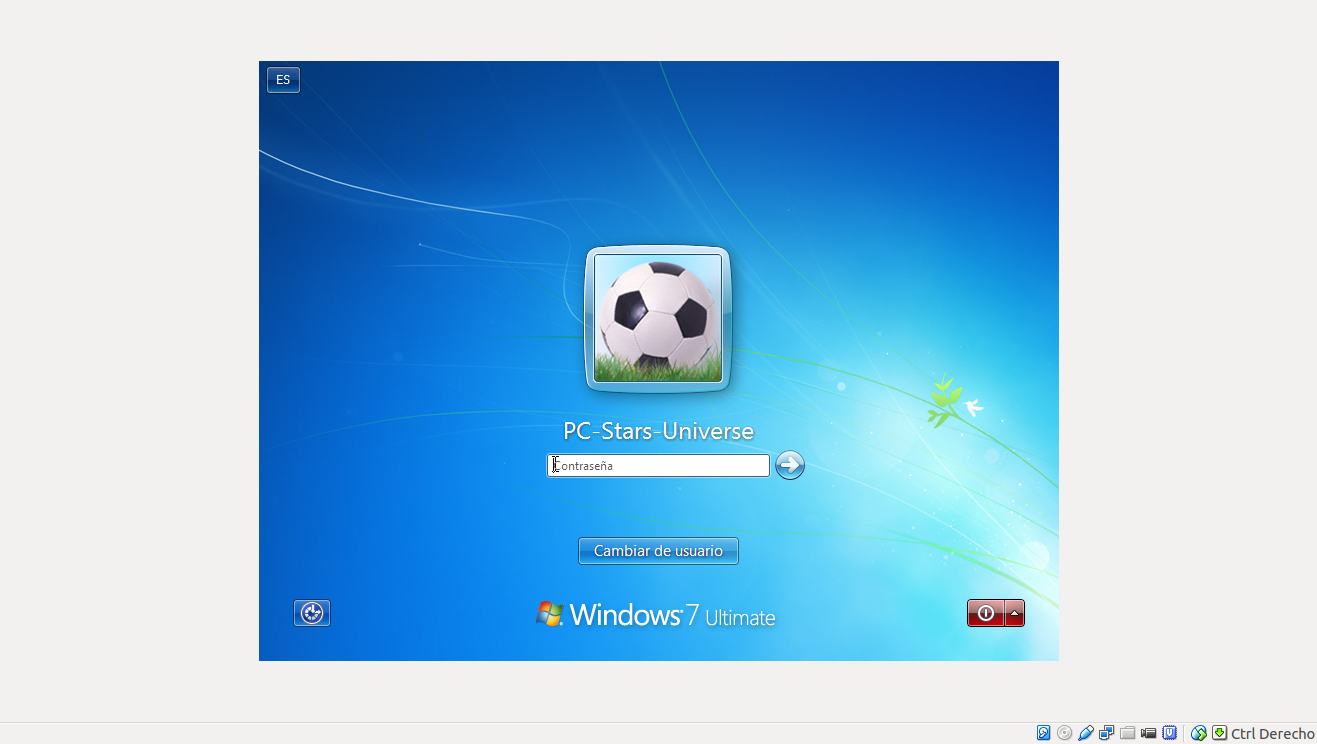 ES
PC-Stars-Universe
Contraseña
Cambiar de usuario
Windows 7 Ultimate
Ctrl Derecho